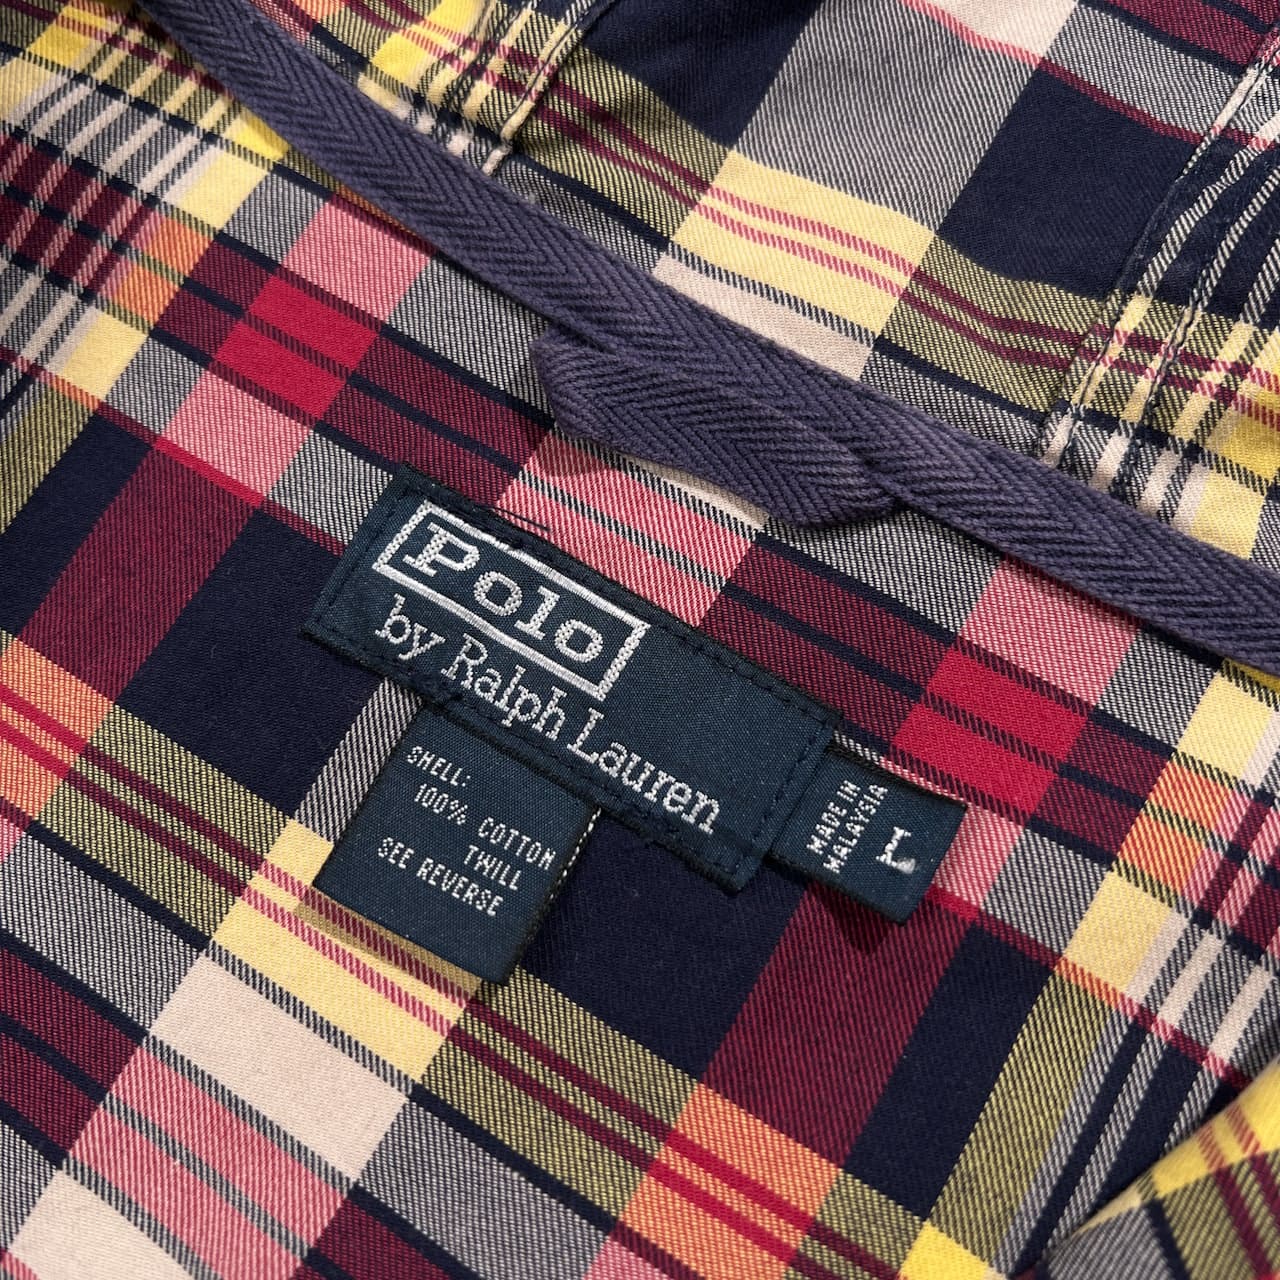 Polo
by Ralph Lauren
SHELL:
100% COTTON
TWILL
SEE REVERSE
MADE IN
MALAYSIA
L